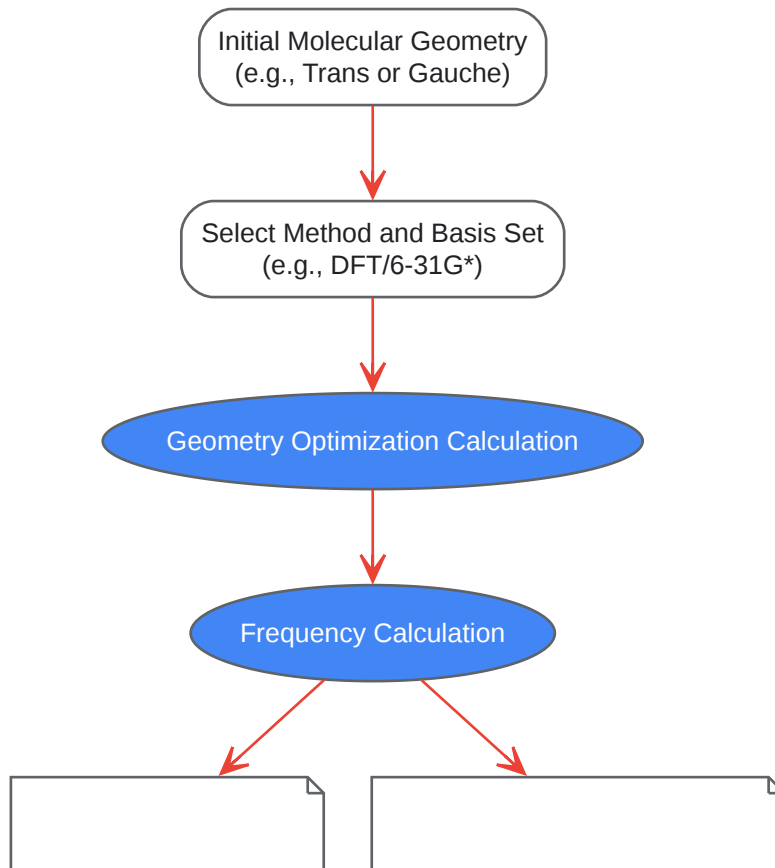 Initial Molecular Geometry
(e.g., Trans or Gauche)
Select Method and Basis Set
(e.g., DFT/6-31G*)
Geometry Optimization Calculation
Frequency Calculation